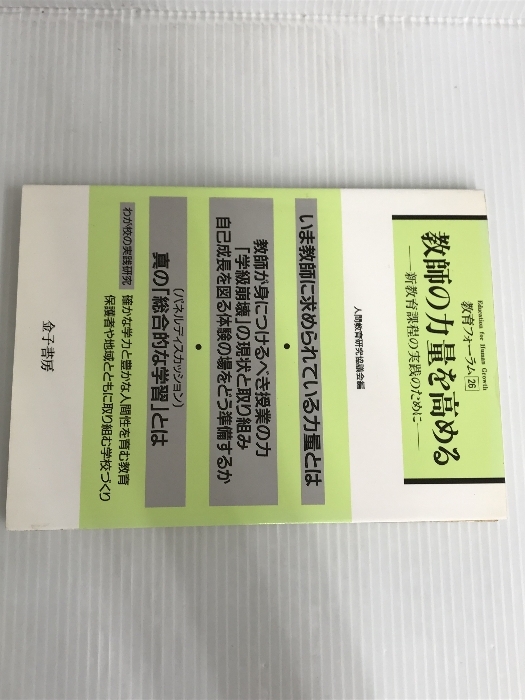 Education for Human Growth
教育フォーラム26
教師の力量を高める
——新教育課程の実践のために——
人間教育研究協議会編
いま教師に求められている力量とは
●
教師が身につけるべき授業の力
「学級崩壊」の現状と取り組み
自己成長を図る体験の場をどう準備するか
●
(パネルディスカッション)
真の「総合的な学習」とは
わが校の実践研究
確かな学力と豊かな人間性を育む教育
保護者や地域とともに取り組む学校づくり
金子書房